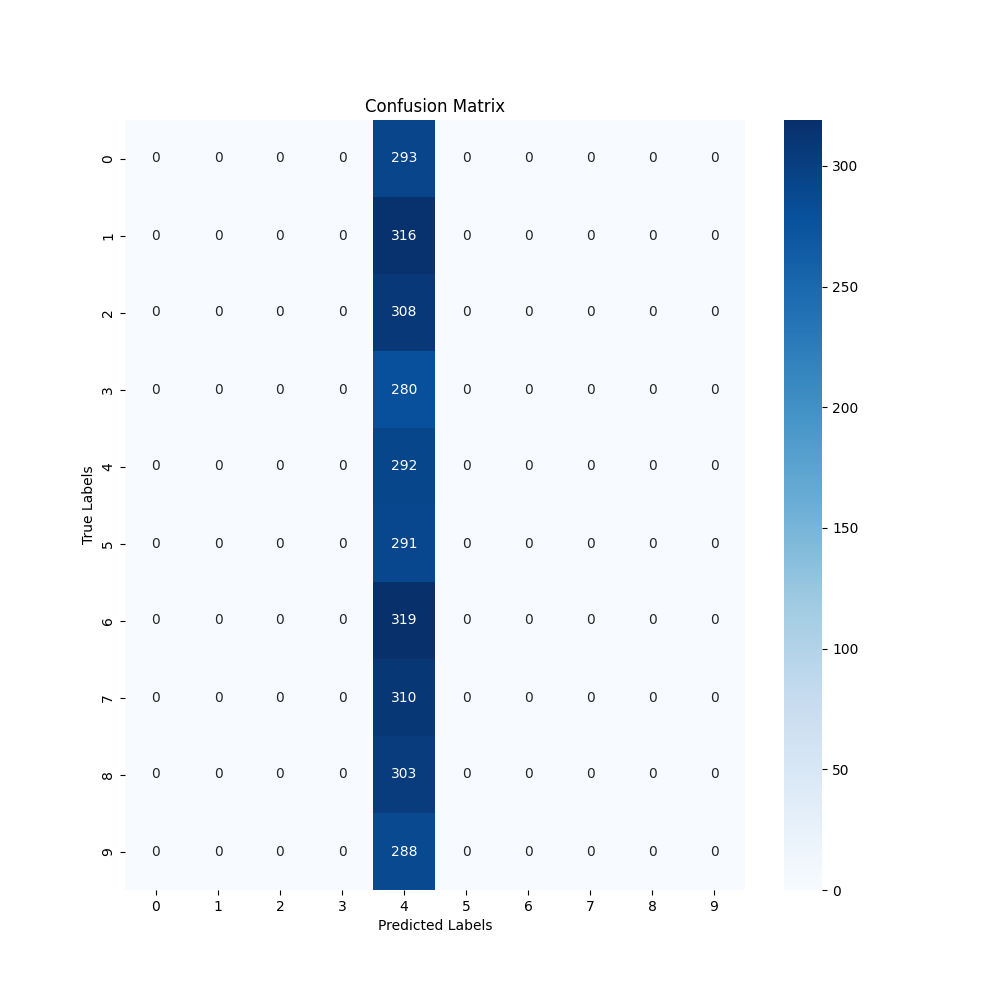 Confusion Matrix
0 0 0 0 0 293 0 0 0 0 0
1 0 0 0 0 316 0 0 0 0 0
2 0 0 0 0 308 0 0 0 0 0
3 0 0 0 0 280 0 0 0 0 0
4 0 0 0 0 292 0 0 0 0 0
5 0 0 0 0 291 0 0 0 0 0
6 0 0 0 0 319 0 0 0 0 0
7 0 0 0 0 310 0 0 0 0 0
8 0 0 0 0 303 0 0 0 0 0
9 0 0 0 0 288 0 0 0 0 0
0 1 2 3 4 5 6 7 8 9
Predicted Labels
True Labels
300
250
200
150
100
50
0